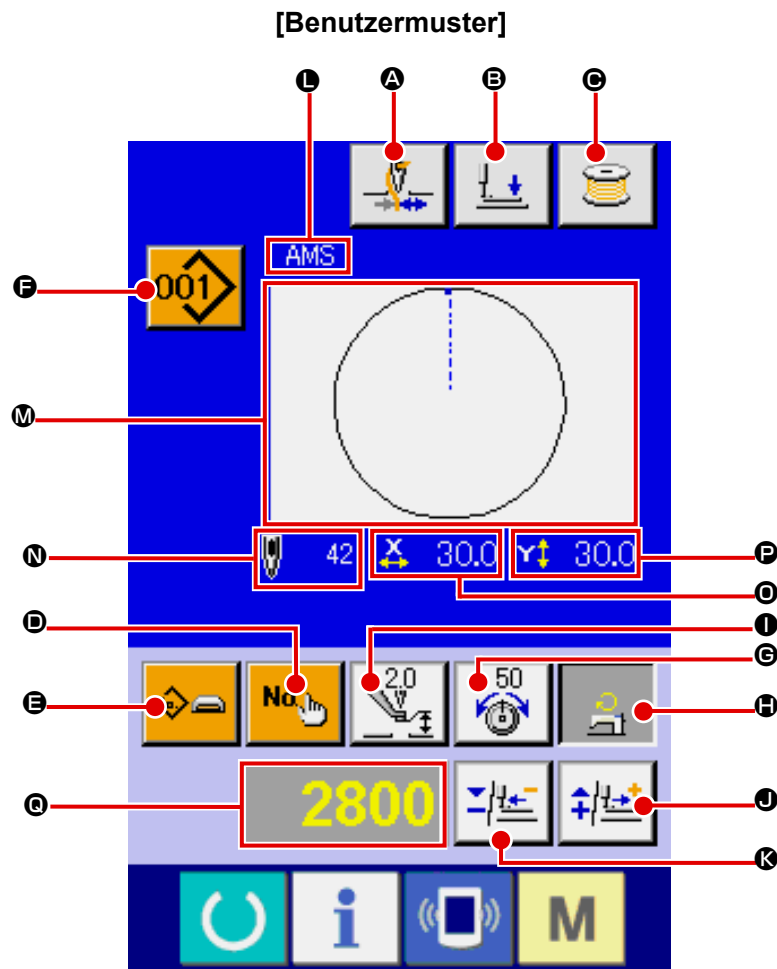 [Benutzermuster]
L A B C
AMS
F 001
M
N 42 X 30.0 Y 30.0 P
O
D I
G
2.0 50
E No. H
Q 2800 J
K
i M